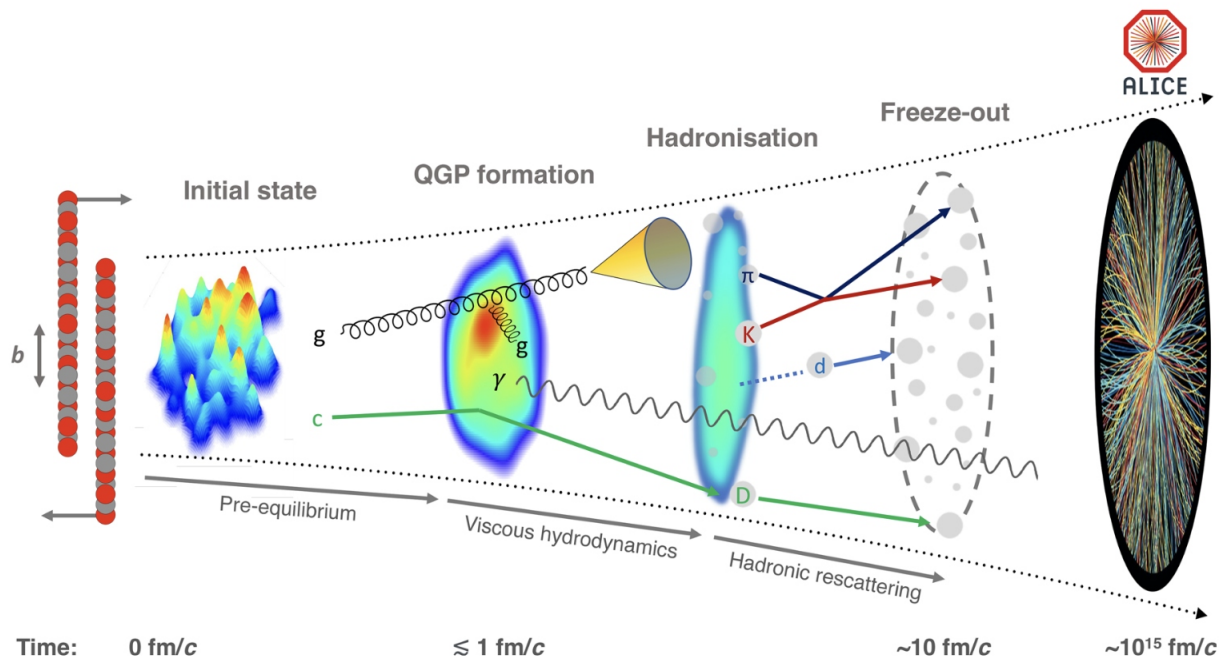 ALICE
Freeze-out
Hadronisation
QGP formation
Initial state
b
g
g
γ
c
π
K
d
D
Pre-equilibrium
Viscous hydrodynamics
Hadronic rescattering
Time: 0 fm/c ≲ 1 fm/c ~10 fm/c ~10¹⁵ fm/c